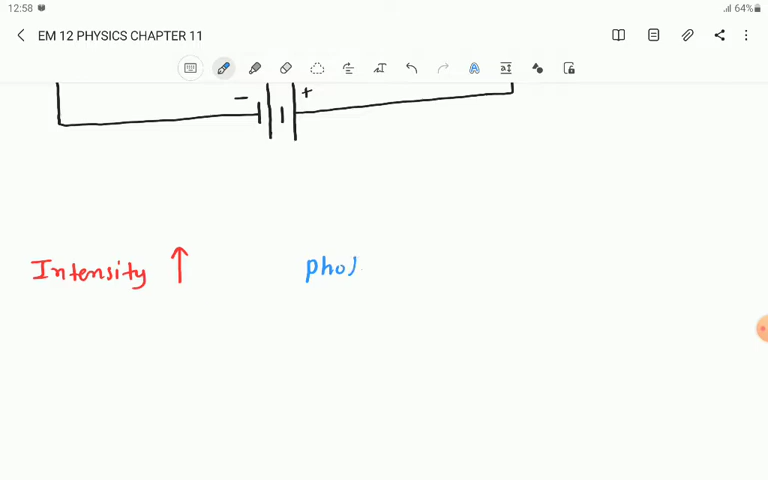 12:58 64%
EM 12 PHYSICS CHAPTER 11
− +
Intensity ↑ pho